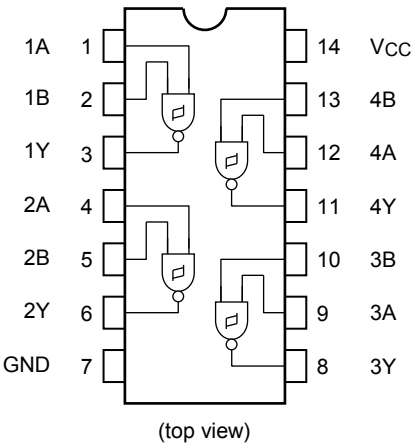 1A 1 14 VCC
1B 2 13 4B
1Y 3 12 4A
2A 4 11 4Y
2B 5 10 3B
2Y 6 9 3A
GND 7 8 3Y
(top view)